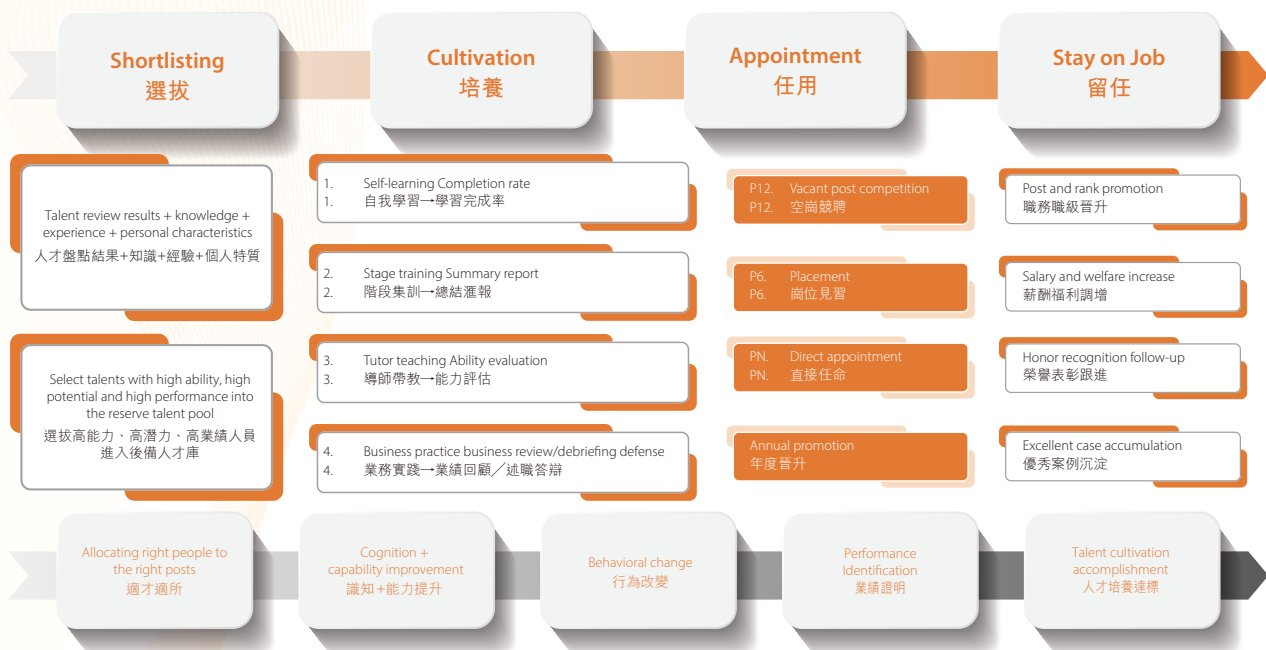 Shortlisting
選拔
Cultivation
培養
Appointment
任用
Stay on Job
留任
Talent review results + knowledge +
experience + personal characteristics
人才盤點結果+知識+經驗+個人特質
Select talents with high ability, high
potential and high performance into
the reserve talent pool
選拔高能力、高潛力、高業績人員
進入後備人才庫
1. Self-learning Completion rate
1. 自我學習→學習完成率
2. Stage training Summary report
2. 階段集訓→總結滙報
3. Tutor teaching Ability evaluation
3. 導師帶教→能力評估
4. Business practice business review/debriefing defense
4. 業務實踐→業績回顧／述職答辯
P12. Vacant post competition
P12. 空崗競聘
P6. Placement
P6. 崗位見習
PN. Direct appointment
PN. 直接任命
Annual promotion
年度晉升
Post and rank promotion
職務職級晉升
Salary and welfare increase
薪酬福利調增
Honor recognition follow-up
榮譽表彰跟進
Excellent case accumulation
優秀案例沉淀
Allocating right people to
the right posts
適才適所
Cognition +
capability improvement
識知+能力提升
Behavioral change
行為改變
Performance
Identification
業績證明
Talent cultivation
accomplishment
人才培養達標